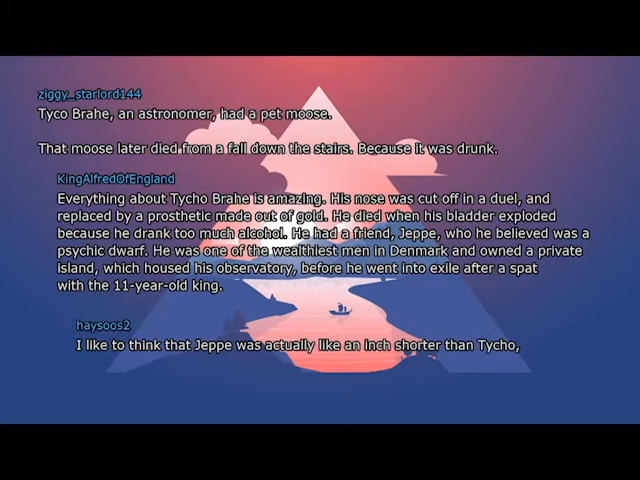 ziggy_starlord144
Tyco Brahe, an astronomer, had a pet moose.
That moose later died from a fall down the stairs. Because it was drunk.
KingAlfredOfEngland
Everything about Tycho Brahe is amazing. His nose was cut off in a duel, and
replaced by a prosthetic made out of gold. He died when his bladder exploded
because he drank too much alcohol. He had a friend, Jeppe, who he believed was a
psychic dwarf. He was one of the wealthiest men in Denmark and owned a private
island, which housed his observatory, before he went into exile after a spat
with the 11-year-old king.
haysoos2
I like to think that Jeppe was actually like an inch shorter than Tycho,